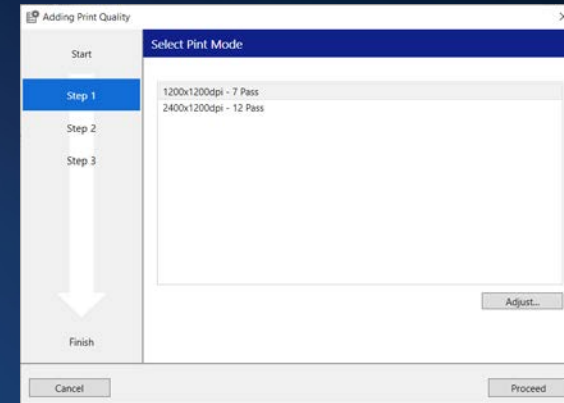 Adding Print Quality
Start
Step 1
Step 2
Step 3
Finish
Select Pint Mode
1200x1200dpi - 7 Pass
2400x1200dpi - 12 Pass
Adjust...
Cancel
Proceed